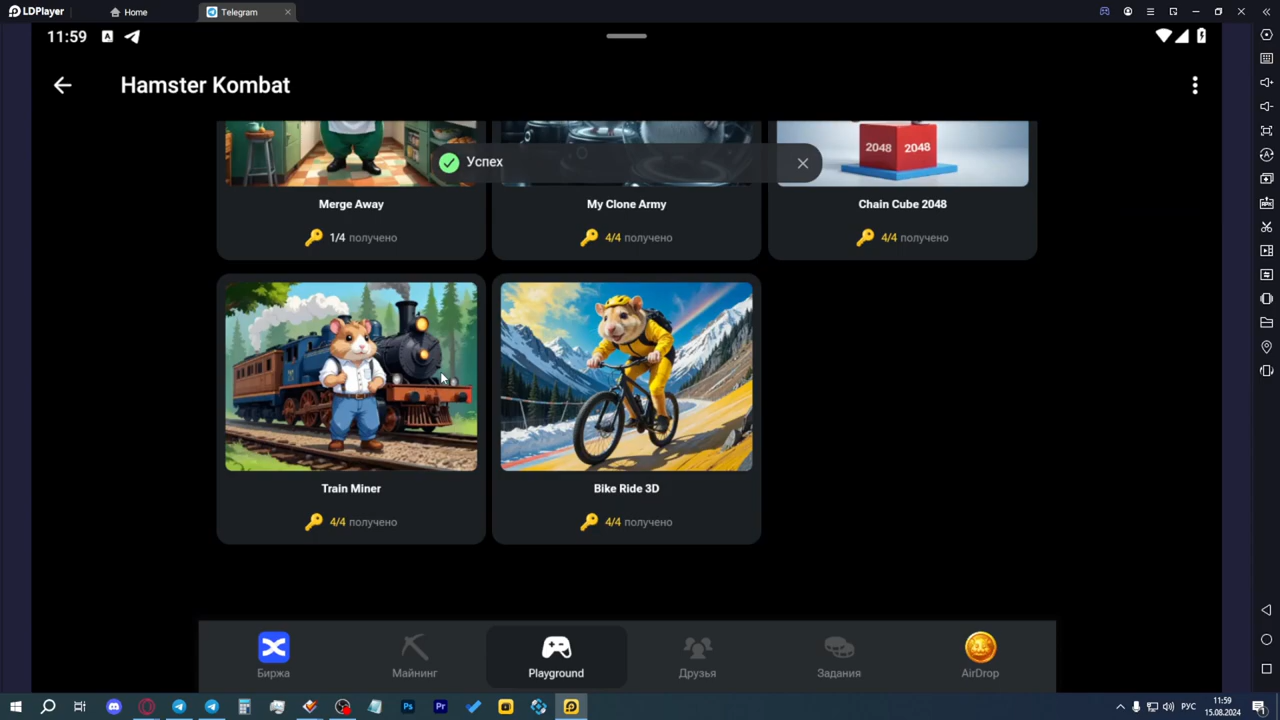 LDPlayer
Home
Telegram
11:59
A
Hamster Kombat
2048 2048
Успех
Merge Away
1/4 получено
My Clone Army
4/4 получено
Chain Cube 2048
4/4 получено
Train Miner
4/4 получено
Bike Ride 3D
4/4 получено
Биржа
Майнинг
Playground
Друзья
Задания
AirDrop
Ps
Pr
РУС
11:59
15.08.2024